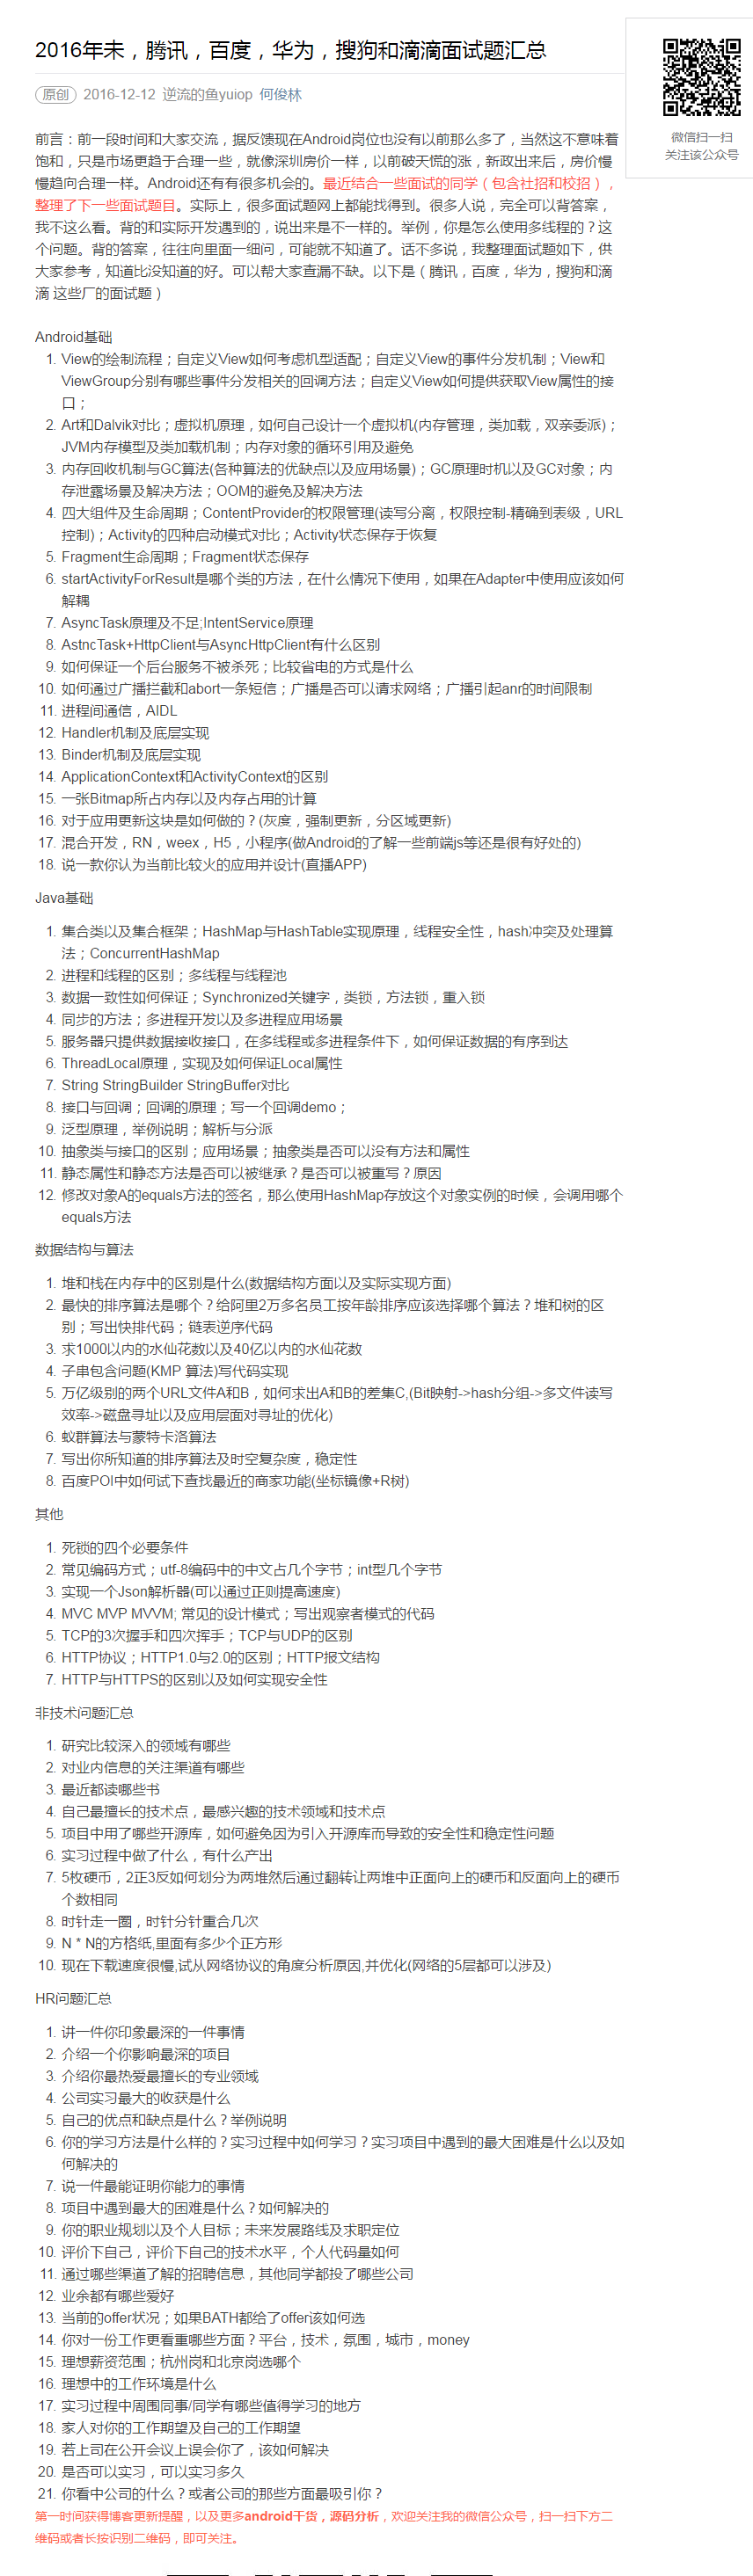 2016年未，腾讯，百度，华为，搜狗和滴滴面试题汇总
原创 2016-12-12 逆流的鱼yuiop 何俊林
微信扫一扫
关注该公众号
前言：前一段时间和大家交流，据反馈现在Android岗位也没有以前那么多了，当然这不意味着
饱和，只是市场更趋于合理一些，就像深圳房价一样，以前破天慌的涨，新政出来后，房价慢
慢趋向合理一样。Android还有有很多机会的。最近结合一些面试的同学（包含社招和校招），
整理了下一些面试题目。实际上，很多面试题网上都能找得到。很多人说，完全可以背答案，
我不这么看。背的和实际开发遇到的，说出来是不一样的。举例，你是怎么使用多线程的？这
个问题。背的答案，往往向里面一细问，可能就不知道了。话不多说，我整理面试题如下，供
大家参考，知道比没知道的好。可以帮大家查漏不缺。以下是（腾讯，百度，华为，搜狗和滴
滴 这些厂的面试题）
Android基础
1. View的绘制流程；自定义View如何考虑机型适配；自定义View的事件分发机制；View和
ViewGroup分别有哪些事件分发相关的回调方法；自定义View如何提供获取View属性的接
口；
2. Art和Dalvik对比；虚拟机原理，如何自己设计一个虚拟机(内存管理，类加载，双亲委派)；
JVM内存模型及类加载机制；内存对象的循环引用及避免
3. 内存回收机制与GC算法(各种算法的优缺点以及应用场景)；GC原理时机以及GC对象；内
存泄露场景及解决方法；OOM的避免及解决方法
4. 四大组件及生命周期；ContentProvider的权限管理(读写分离，权限控制-精确到表级，URL
控制)；Activity的四种启动模式对比；Activity状态保存于恢复
5. Fragment生命周期；Fragment状态保存
6. startActivityForResult是哪个类的方法，在什么情况下使用，如果在Adapter中使用应该如何
解耦
7. AsyncTask原理及不足;IntentService原理
8. AstncTask+HttpClient与AsyncHttpClient有什么区别
9. 如何保证一个后台服务不被杀死；比较省电的方式是什么
10. 如何通过广播拦截和abort一条短信；广播是否可以请求网络；广播引起anr的时间限制
11. 进程间通信，AIDL
12. Handler机制及底层实现
13. Binder机制及底层实现
14. ApplicationContext和ActivityContext的区别
15. 一张Bitmap所占内存以及内存占用的计算
16. 对于应用更新这块是如何做的？(灰度，强制更新，分区域更新)
17. 混合开发，RN，weex，H5，小程序(做Android的了解一些前端js等还是很有好处的)
18. 说一款你认为当前比较火的应用并设计(直播APP)
Java基础
1. 集合类以及集合框架；HashMap与HashTable实现原理，线程安全性，hash冲突及处理算
法；ConcurrentHashMap
2. 进程和线程的区别；多线程与线程池
3. 数据一致性如何保证；Synchronized关键字，类锁，方法锁，重入锁
4. 同步的方法；多进程开发以及多进程应用场景
5. 服务器只提供数据接收接口，在多线程或多进程条件下，如何保证数据的有序到达
6. ThreadLocal原理，实现及如何保证Local属性
7. String StringBuilder StringBuffer对比
8. 接口与回调；回调的原理；写一个回调demo；
9. 泛型原理，举例说明；解析与分派
10. 抽象类与接口的区别；应用场景；抽象类是否可以没有方法和属性
11. 静态属性和静态方法是否可以被继承？是否可以被重写？原因
12. 修改对象A的equals方法的签名，那么使用HashMap存放这个对象实例的时候，会调用哪个
equals方法
数据结构与算法
1. 堆和栈在内存中的区别是什么(数据结构方面以及实际实现方面)
2. 最快的排序算法是哪个？给阿里2万多名员工按年龄排序应该选择哪个算法？堆和树的区
别；写出快排代码；链表逆序代码
3. 求1000以内的水仙花数以及40亿以内的水仙花数
4. 子串包含问题(KMP 算法)写代码实现
5. 万亿级别的两个URL文件A和B，如何求出A和B的差集C,(Bit映射->hash分组->多文件读写
效率->磁盘寻址以及应用层面对寻址的优化)
6. 蚁群算法与蒙特卡洛算法
7. 写出你所知道的排序算法及时空复杂度，稳定性
8. 百度POI中如何试下查找最近的商家功能(坐标镜像+R树)
其他
1. 死锁的四个必要条件
2. 常见编码方式；utf-8编码中的中文占几个字节；int型几个字节
3. 实现一个Json解析器(可以通过正则提高速度)
4. MVC MVP MVVM; 常见的设计模式；写出观察者模式的代码
5. TCP的3次握手和四次挥手；TCP与UDP的区别
6. HTTP协议；HTTP1.0与2.0的区别；HTTP报文结构
7. HTTP与HTTPS的区别以及如何实现安全性
非技术问题汇总
1. 研究比较深入的领域有哪些
2. 对业内信息的关注渠道有哪些
3. 最近都读哪些书
4. 自己最擅长的技术点，最感兴趣的技术领域和技术点
5. 项目中用了哪些开源库，如何避免因为引入开源库而导致的安全性和稳定性问题
6. 实习过程中做了什么，有什么产出
7. 5枚硬币，2正3反如何划分为两堆然后通过翻转让两堆中正面向上的硬币和反面向上的硬币
个数相同
8. 时针走一圈，时针分针重合几次
9. N * N的方格纸,里面有多少个正方形
10. 现在下载速度很慢,试从网络协议的角度分析原因,并优化(网络的5层都可以涉及)
HR问题汇总
1. 讲一件你印象最深的一件事情
2. 介绍一个你影响最深的项目
3. 介绍你最热爱最擅长的专业领域
4. 公司实习最大的收获是什么
5. 自己的优点和缺点是什么？举例说明
6. 你的学习方法是什么样的？实习过程中如何学习？实习项目中遇到的最大困难是什么以及如
何解决的
7. 说一件最能证明你能力的事情
8. 项目中遇到最大的困难是什么？如何解决的
9. 你的职业规划以及个人目标；未来发展路线及求职定位
10. 评价下自己，评价下自己的技术水平，个人代码量如何
11. 通过哪些渠道了解的招聘信息，其他同学都投了哪些公司
12. 业余都有哪些爱好
13. 当前的offer状况；如果BATH都给了offer该如何选
14. 你对一份工作更看重哪些方面？平台，技术，氛围，城市，money
15. 理想薪资范围；杭州岗和北京岗选哪个
16. 理想中的工作环境是什么
17. 实习过程中周围同事/同学有哪些值得学习的地方
18. 家人对你的工作期望及自己的工作期望
19. 若上司在公开会议上误会你了，该如何解决
20. 是否可以实习，可以实习多久
21. 你看中公司的什么？或者公司的那些方面最吸引你？
第一时间获得博客更新提醒，以及更多android干货，源码分析，欢迎关注我的微信公众号，扫一扫下方二
维码或者长按识别二维码，即可关注。